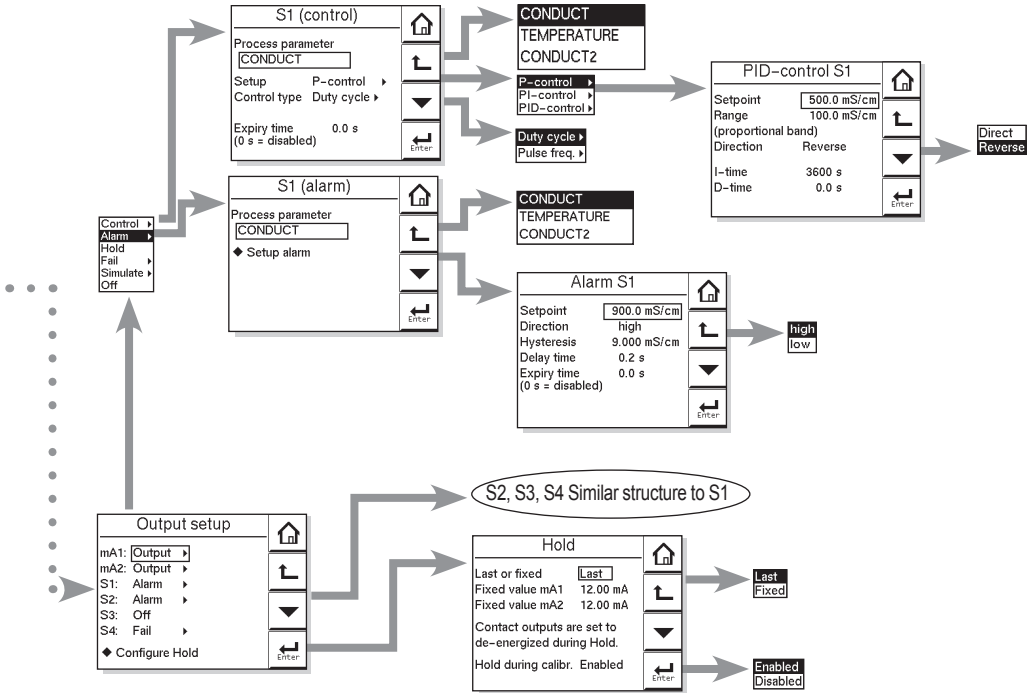 S1 (control)
Process parameter
CONDUCT
Setup P-control
Control type Duty cycle
Expiry time 0.0 s
(0 s = disabled)
Enter
CONDUCT
TEMPERATURE
CONDUCT2
P-control
PI-control
PID-control
Duty cycle
Pulse freq.
PID-control S1
Setpoint 500.0 mS/cm
Range 100.0 mS/cm
(proportional band)
Direction Reverse
I-time 3600 s
D-time 0.0 s
Enter
Direct
Reverse
Control
Alarm
Hold
Fail
Simulate
Off
S1 (alarm)
Process parameter
CONDUCT
Setup alarm
Enter
CONDUCT
TEMPERATURE
CONDUCT2
Alarm S1
Setpoint 900.0 mS/cm
Direction high
Hysteresis 9.000 mS/cm
Delay time 0.2 s
Expiry time 0.0 s
(0 s = disabled)
Enter
high
low
S2, S3, S4 Similar structure to S1
Output setup
mA1: Output
mA2: Output
S1: Alarm
S2: Alarm
S3: Off
S4: Fail
Configure Hold
Enter
Hold
Last or fixed Last
Fixed value mA1 12.00 mA
Fixed value mA2 12.00 mA
Contact outputs are set to
de-energized during Hold.
Hold during calibr. Enabled
Enter
Last
Fixed
Enabled
Disabled